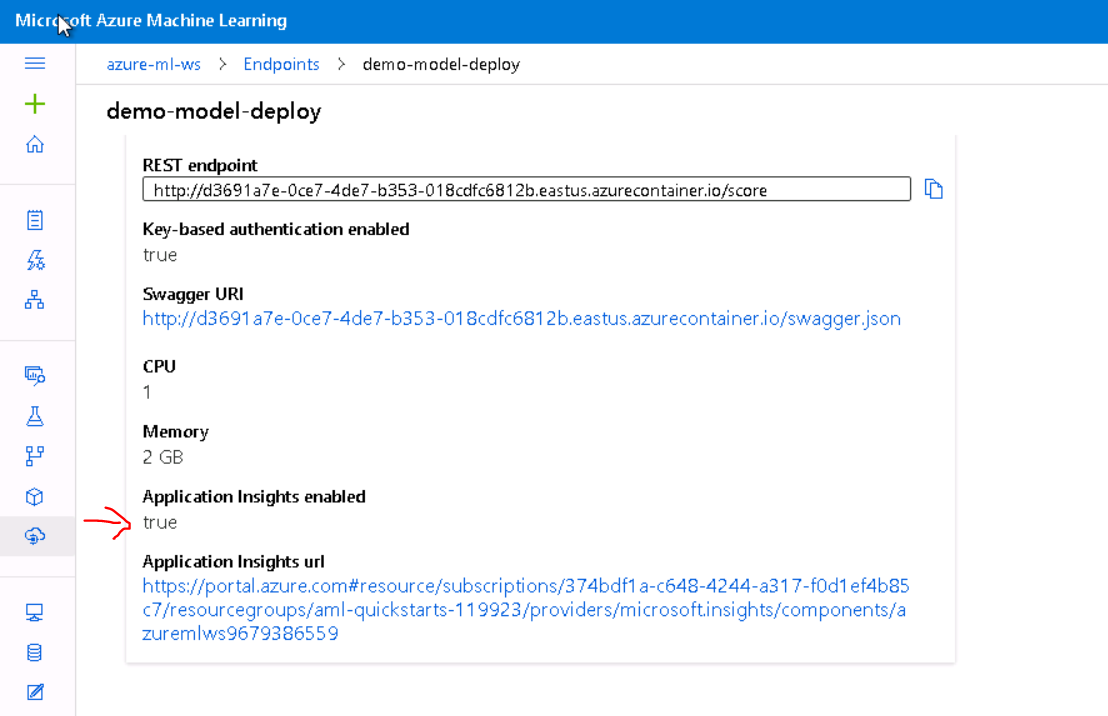 Microsoft Azure Machine Learning
azure-ml-ws > Endpoints > demo-model-deploy
demo-model-deploy
REST endpoint
http://d3691a7e-0ce7-4de7-b353-018cdfc6812b.eastus.azurecontainer.io/score
Key-based authentication enabled
true
Swagger URI
http://d3691a7e-0ce7-4de7-b353-018cdfc6812b.eastus.azurecontainer.io/swagger.json
CPU
1
Memory
2 GB
Application Insights enabled
true
Application Insights url
https://portal.azure.com#resource/subscriptions/374bdf1a-c648-4244-a317-f0d1ef4b85
c7/resourcegroups/aml-quickstarts-119923/providers/microsoft.insights/components/a
zuremlws9679386559